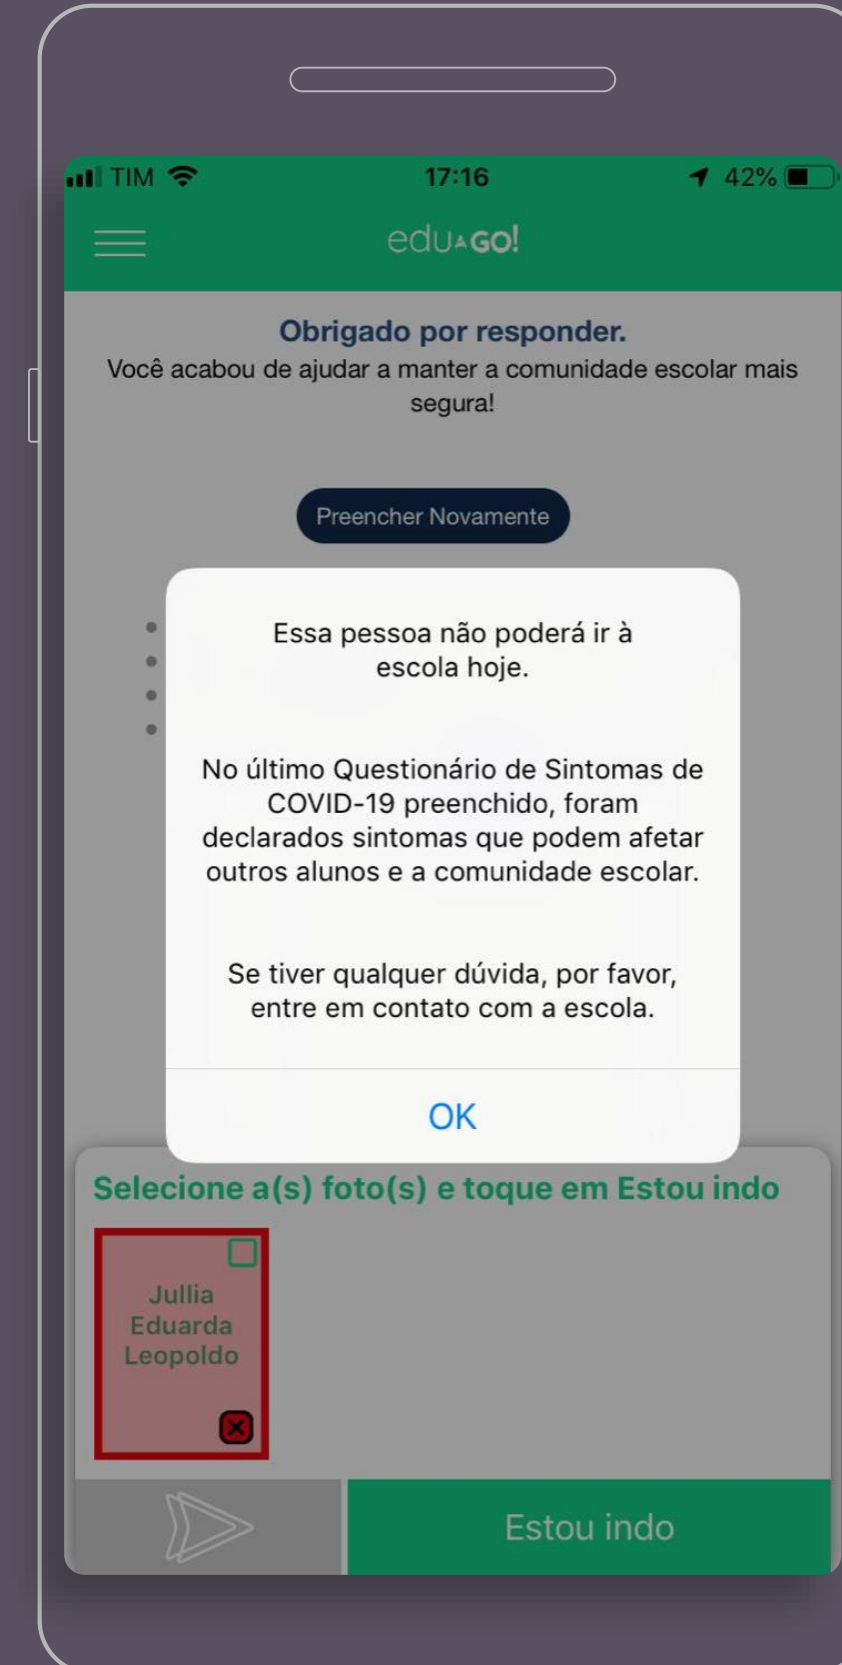 TIM 17:16 42%
edu GO!
Obrigado por responder.
Você acabou de ajudar a manter a comunidade escolar mais
segura!
Preencher Novamente
Essa pessoa não poderá ir à
escola hoje.
No último Questionário de Sintomas de
COVID-19 preenchido, foram
declarados sintomas que podem afetar
outros alunos e a comunidade escolar.
Se tiver qualquer dúvida, por favor,
entre em contato com a escola.
OK
Selecione a(s) foto(s) e toque em Estou indo
Jullia
Eduarda
Leopoldo
Estou indo